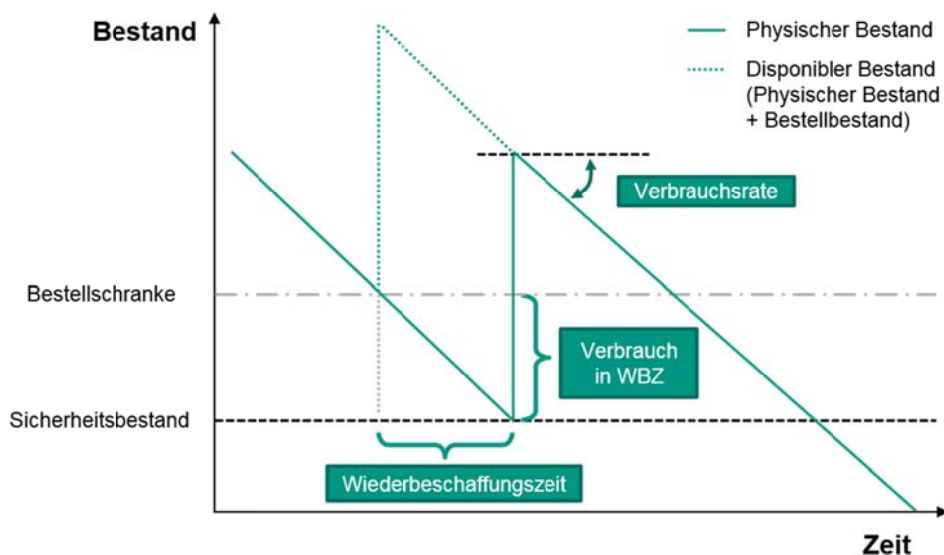 Bestand
Physischer Bestand
Disponibler Bestand
(Physischer Bestand
+ Bestellbestand)
Verbrauchsrate
Bestellschranke
Verbrauch
in WBZ
Sicherheitsbestand
Wiederbeschaffungszeit
Zeit